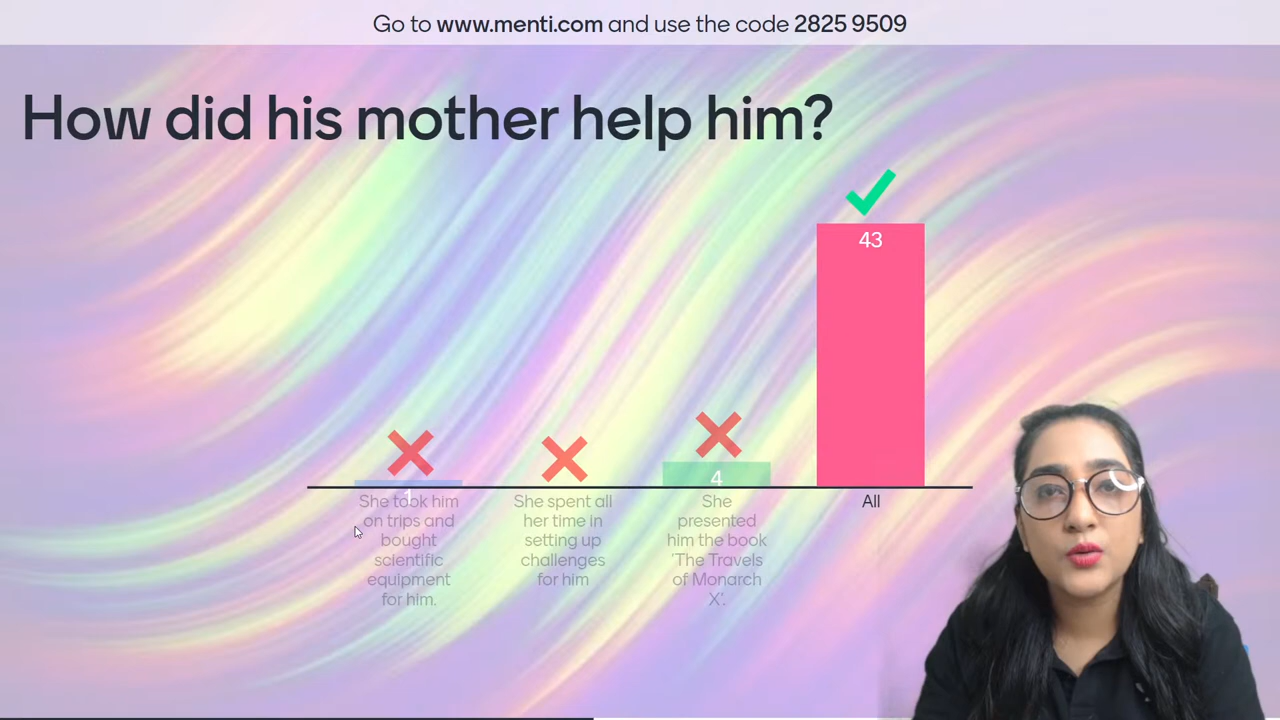 Go to www.menti.com and use the code 2825 9509
How did his mother help him?
43
1
4
She took him
on trips and
bought
scientific
equipment
for him.
She spent all
her time in
setting up
challenges
for him
She
presented
him the book
'The Travels
of Monarch
X'.
All